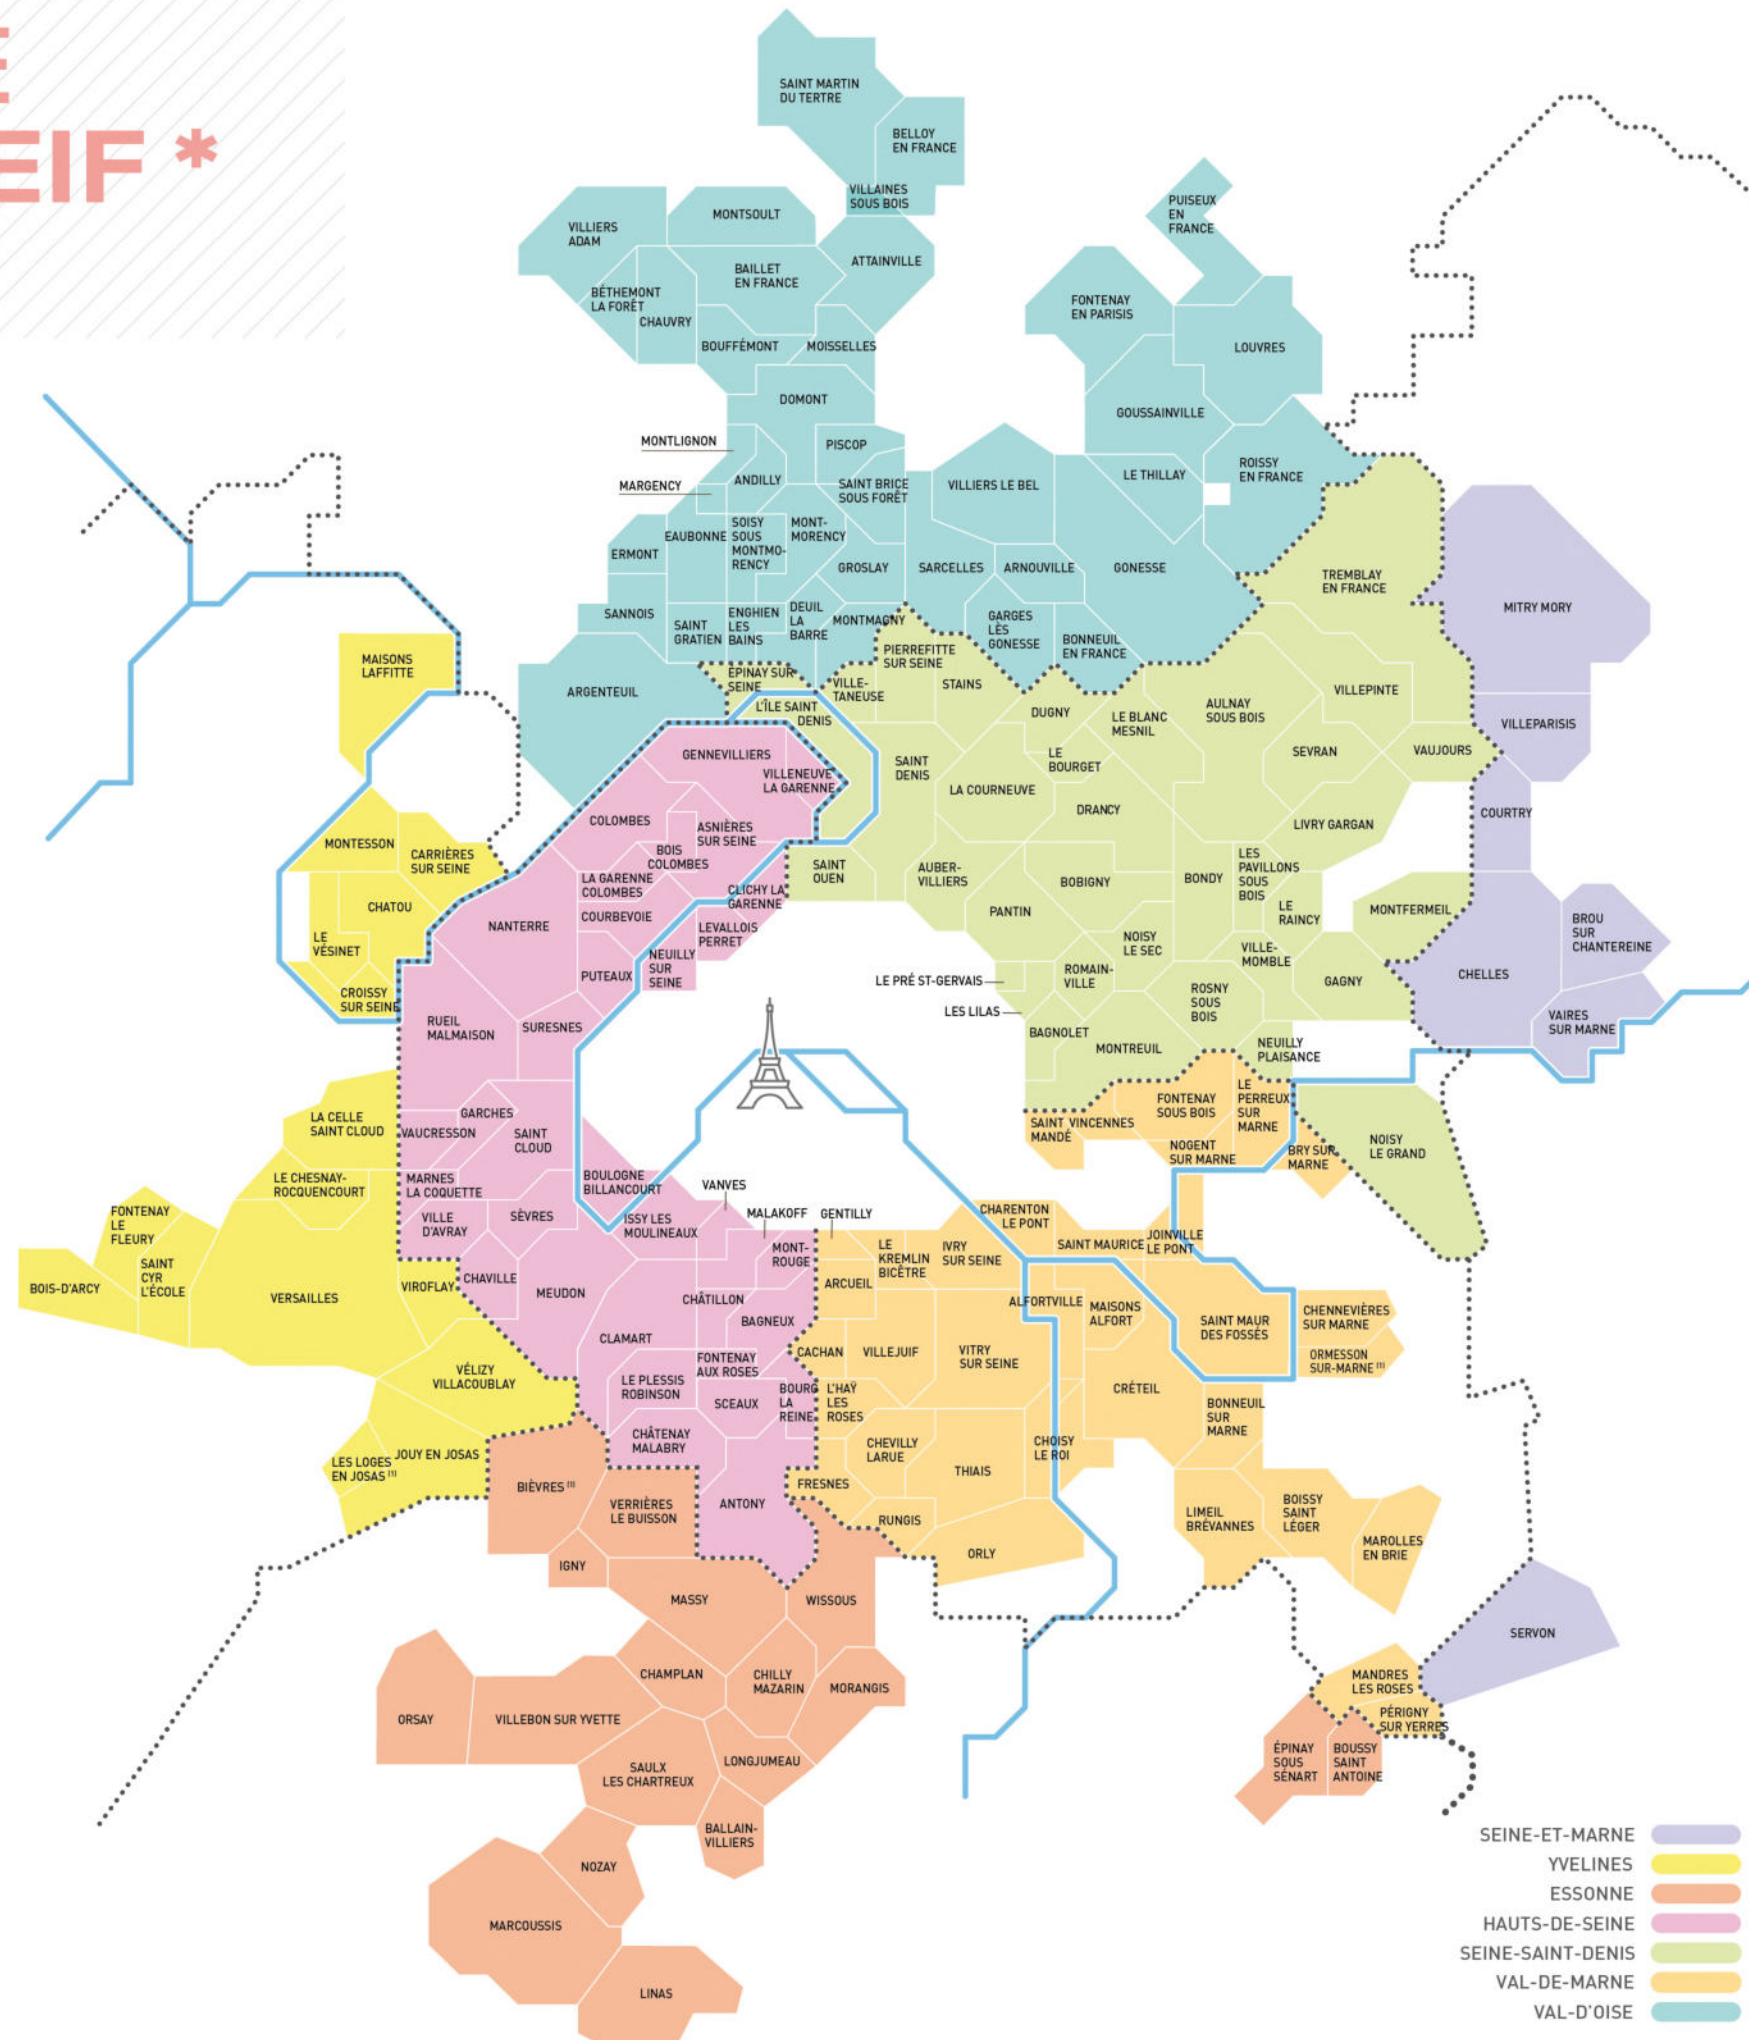 EIF *
SAINT MARTIN
DU TERTRE
BELLOY
EN FRANCE
VILLAINES
SOUS BOIS
PUISEUX
EN
FRANCE
VILLIERS
ADAM
MONTSOULT
ATTAINVILLE
BAILLET
EN FRANCE
BÉTHEMONT
LA FORÊT
CHAUVRY
FONTENAY
EN PARISIS
LOUVRES
BOUFFÉMONT
MOISSELLES
DOMONT
GOUSSAINVILLE
MONTLIGNON
PISCOP
ROISSY
EN FRANCE
LE THILLAY
MARGENCY
ANDILLY
SAINT BRICE
SOUS FORÊT
VILLIERS LE BEL
EAUBONNE
SOISY
SOUS
MONTMO-
RENCY
MONT-
MORENCY
ERMONT
GROSLAY
SARCELLES
ARNOUVILLE
GONESSE
TREMBLAY
EN FRANCE
MITRY MORY
SANNOIS
SAINT
GRATIEN
ENGHIEN
LES
BAINS
DEUIL
LA
BARRE
MONTMAGNY
GARGES
LÈS
GONESSE
BONNEUIL
EN FRANCE
MAISONS
LAFFITTE
PIERREFITTE
SUR SEINE
ARGENTEUIL
ÉPINAY SUR
SEINE
VILLE-
TANEUSE
STAINS
VILLEPINTE
L'ÎLE SAINT
DENIS
DUGNY
LE BLANC
MESNIL
AULNAY
SOUS BOIS
VILLEPARISIS
GENNEVILLIERS
SEVRAN
VAUJOURS
SAINT
DENIS
LE
BOURGET
VILLENEUVE
LA GARENNE
LA COURNEUVE
DRANCY
COURTRY
COLOMBES
ASNIÈRES
SUR SEINE
LIVRY GARGAN
MONTESSON
CARRIÈRES
SUR SEINE
BOIS
COLOMBES
SAINT
OUEN
AUBER-
VILLIERS
LES
PAVILLONS
SOUS
BOIS
LA GARENNE
COLOMBES
BOBIGNY
BONDY
CLICHY LA
GARENNE
CHATOU
COURBEVOIE
PANTIN
LE
RAINCY
MONTFERMEIL
BROU
SUR
CHANTEREINE
NANTERRE
LEVALLOIS
PERRET
LE
VÉSINET
NOISY
LE SEC
VILLE-
MOMBLE
NEUILLY
SUR
SEINE
PUTEAUX
LE PRÉ ST-GERVAIS
ROMAIN-
VILLE
GAGNY
CHELLES
CROISSY
SUR SEINE
ROSNY
SOUS
BOIS
LES LILAS
VAIRES
SUR MARNE
RUEIL
MALMAISON
SURESNES
BAGNOLET
MONTREUIL
NEUILLY
PLAISANCE
LA CELLE
SAINT CLOUD
GARCHES
VAUCRESSON
SAINT
CLOUD
SAINT
MANDÉ
VINCENNES
FONTENAY
SOUS BOIS
LE
PERREUX
SUR
MARNE
NOGENT
SUR MARNE
BRY SUR
MARNE
NOISY
LE GRAND
LE CHESNAY-
ROCQUENCOURT
MARNES
LA COQUETTE
BOULOGNE
BILLANCOURT
VANVES
FONTENAY
LE
FLEURY
VILLE
D'AVRAY
SÈVRES
ISSY LES
MOULINEAUX
MALAKOFF
GENTILLY
CHARENTON
LE PONT
SAINT MAURICE
JOINVILLE
LE PONT
MONT-
ROUGE
LE
KREMLIN
BICÊTRE
IVRY
SUR SEINE
SAINT
CYR
L'ÉCOLE
BOIS-D'ARCY
VERSAILLES
VIROFLAY
CHAVILLE
MEUDON
ARCUEIL
CHÂTILLON
ALFORTVILLE
MAISONS
ALFORT
CHENNEVIÈRES
SUR MARNE
BAGNEUX
SAINT MAUR
DES FOSSÉS
CLAMART
CACHAN
VILLEJUIF
VITRY
SUR SEINE
ORMESSON
SUR-MARNE (1)
FONTENAY
AUX ROSES
VÉLIZY
VILLACOUBLAY
LE PLESSIS
ROBINSON
SCEAUX
BOURG
LA
REINE
L'HAŸ
LES
ROSES
CRÉTEIL
BONNEUIL
SUR
MARNE
CHÂTENAY
MALABRY
CHEVILLY
LARUE
CHOISY
LE ROI
JOUY EN JOSAS
LES LOGES
EN JOSAS (1)
THIAIS
BIÈVRES (1)
FRESNES
VERRIÈRES
LE BUISSON
ANTONY
RUNGIS
LIMEIL
BRÉVANNES
BOISSY
SAINT
LÉGER
MAROLLES
EN BRIE
IGNY
ORLY
MASSY
WISSOUS
SERVON
CHAMPLAN
CHILLY
MAZARIN
MORANGIS
MANDRES
LES ROSES
ORSAY
VILLEBON SUR YVETTE
PÉRIGNY
SUR YERRES
LONGJUMEAU
SAULX
LES CHARTREUX
ÉPINAY
SOUS
SÉNART
BOUSSY
SAINT
ANTOINE
BALLAIN-
VILLIERS
NOZAY
MARCOUSSIS
LINAS
SEINE-ET-MARNE
YVELINES
ESSONNE
HAUTS-DE-SEINE
SEINE-SAINT-DENIS
VAL-DE-MARNE
VAL-D'OISE